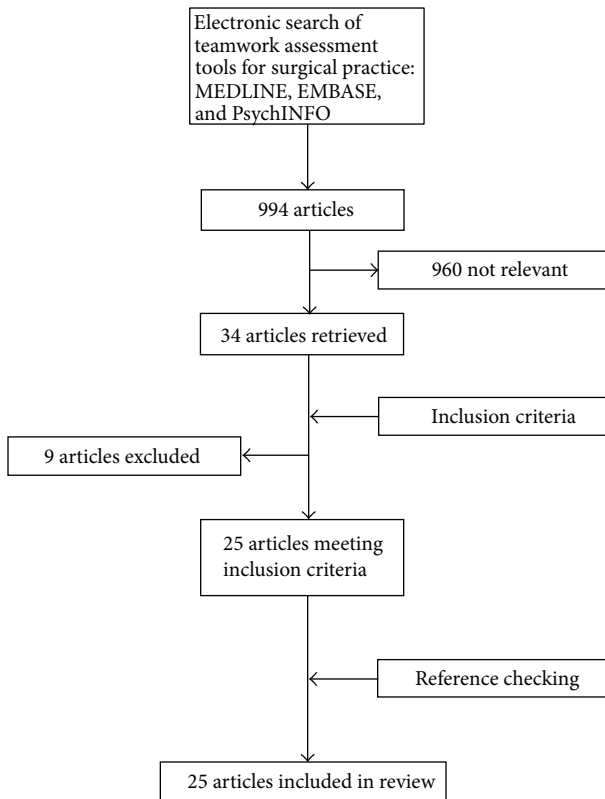 Electronic search of
teamwork assessment
tools for surgical practice:
MEDLINE, EMBASE,
and PsychINFO
994 articles
960 not relevant
34 articles retrieved
Inclusion criteria
9 articles excluded
25 articles meeting
inclusion criteria
Reference checking
25 articles included in review